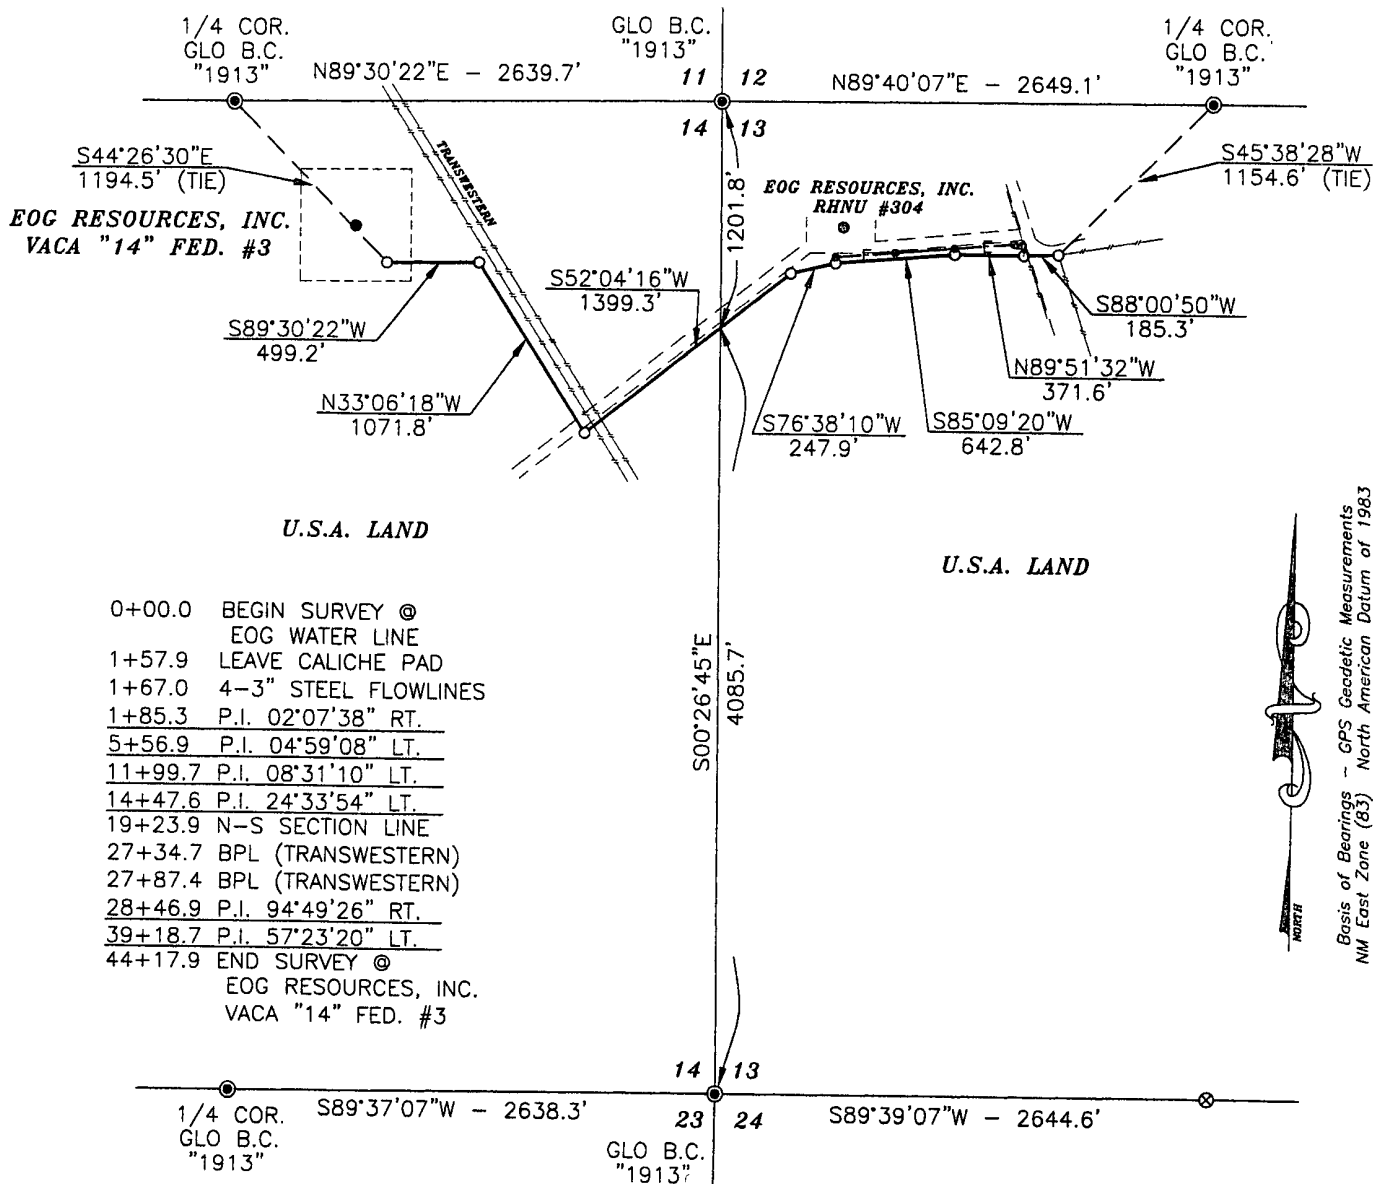 1/4 COR.
GLO B.C.
"1913"
N89°30'22"E - 2639.7'
GLO B.C.
"1913"
11 12
14 13
N89°40'07"E - 2649.1'
1/4 COR.
GLO B.C.
"1913"
S44°26'30"E
1194.5' (TIE)
EOG RESOURCES, INC.
VACA "14" FED. #3
TRANSWESTERN
1201.8'
EOG RESOURCES, INC.
RHNU #304
S45°38'28"W
1154.6' (TIE)
S52°04'16"W
1399.3'
S89°30'22"W
499.2'
N33°06'18"W
1071.8'
S88°00'50"W
185.3'
N89°51'32"W
371.6'
S76°38'10"W
247.9'
S85°09'20"W
642.8'
U.S.A. LAND
U.S.A. LAND
0+00.0 BEGIN SURVEY @
EOG WATER LINE
1+57.9 LEAVE CALICHE PAD
1+67.0 4-3" STEEL FLOWLINES
1+85.3 P.I. 02°07'38" RT.
5+56.9 P.I. 04°59'08" LT.
11+99.7 P.I. 08°31'10" LT.
14+47.6 P.I. 24°33'54" LT.
19+23.9 N-S SECTION LINE
27+34.7 BPL (TRANSWESTERN)
27+87.4 BPL (TRANSWESTERN)
28+46.9 P.I. 94°49'26" RT.
39+18.7 P.I. 57°23'20" LT.
44+17.9 END SURVEY @
EOG RESOURCES, INC.
VACA "14" FED. #3
S00°26'45"E
4085.7'
NORTH
Basis of Bearings - GPS Geodetic Measurements
NM East Zone (83) North American Datum of 1983
14 13
23 24
S89°37'07"W - 2638.3'
S89°39'07"W - 2644.6'
1/4 COR.
GLO B.C.
"1913"
GLO B.C.
"1913"